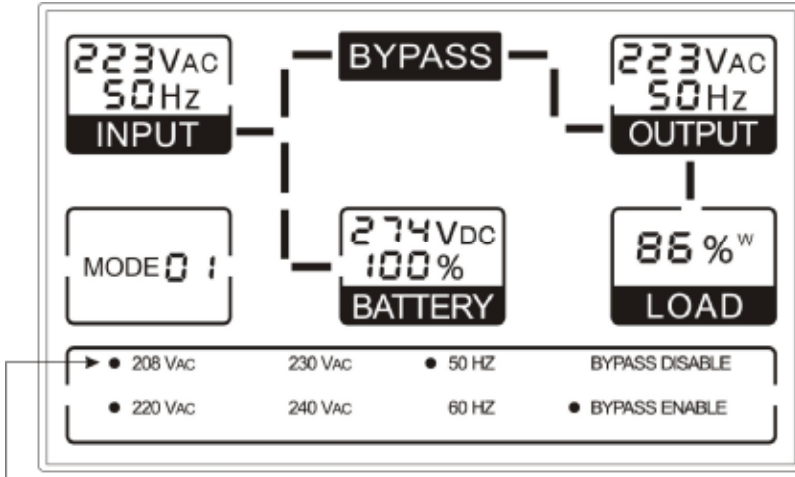 223VAC
50Hz
INPUT
BYPASS
223VAC
50Hz
OUTPUT
MODE 01
274VDC
100%
BATTERY
86%W
LOAD
208 VAC 230 VAC 50 HZ BYPASS DISABLE
220 VAC 240 VAC 60 HZ BYPASS ENABLE